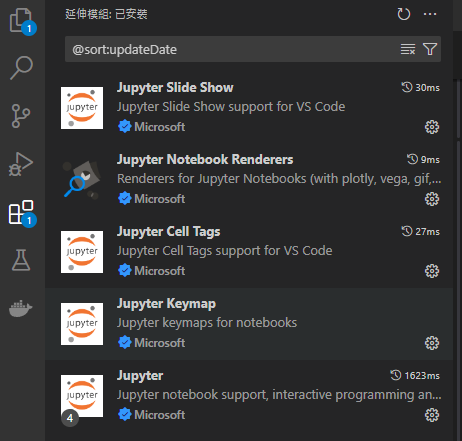 延伸模組: 已安裝
1
@sort:updateDate
Jupyter Slide Show 30ms
Jupyter Slide Show support for VS Code
jupyter
Microsoft
Jupyter Notebook Renderers 9ms
Renderers for Jupyter Notebooks (with plotly, vega, gif,...
Microsoft
1
Jupyter Cell Tags 27ms
Jupyter Cell Tags support for VS Code
jupyter
Microsoft
Jupyter Keymap
Jupyter keymaps for notebooks
jupyter
Microsoft
Jupyter 1623ms
Jupyter notebook support, interactive programming an...
jupyter
4
Microsoft